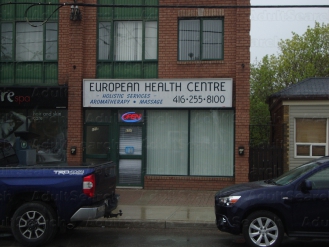 EUROPEAN HEALTH CENTRE
HOLISTIC SERVICES
AROMATHERAPY • MASSAGE
416-255-8100
OPEN
TRD